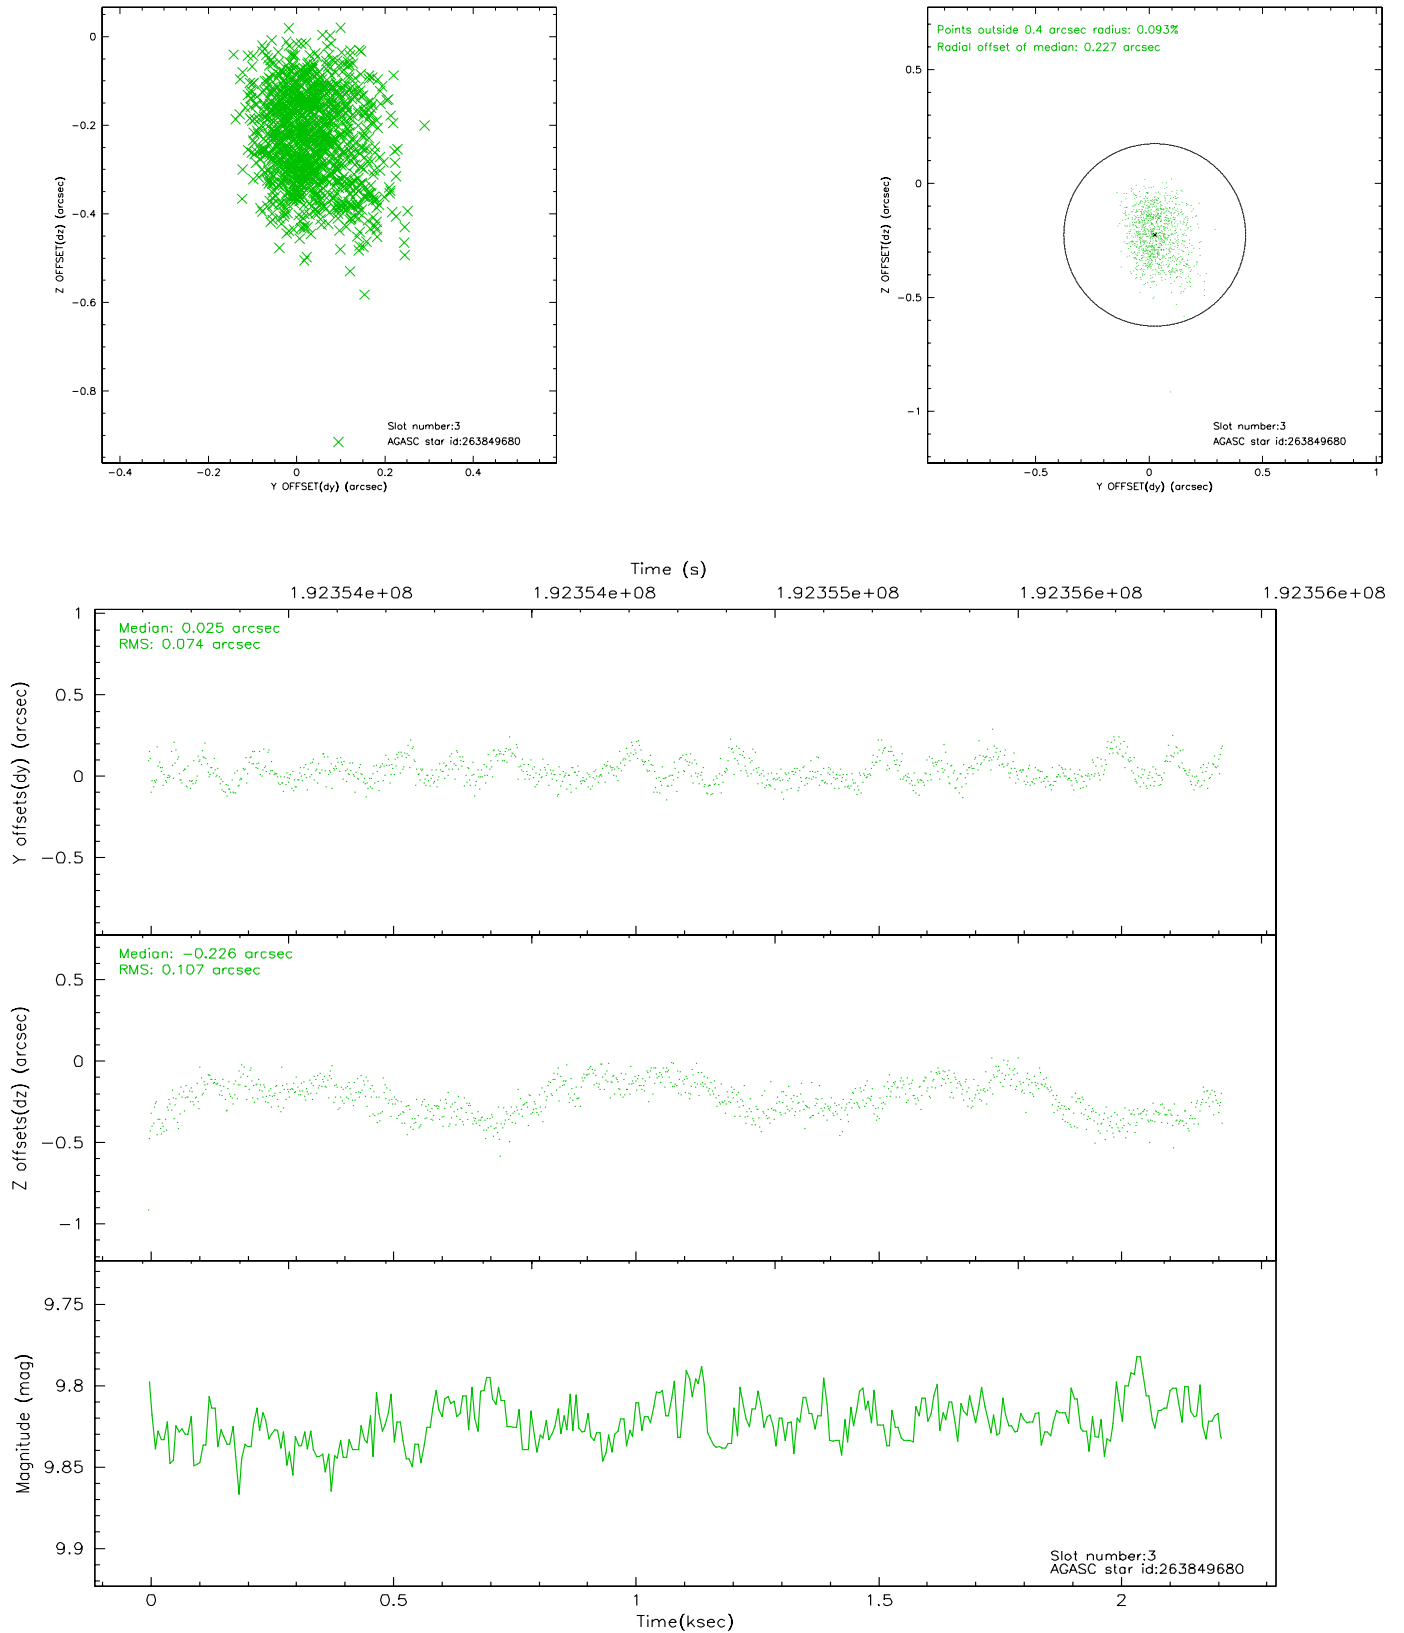 0
−0.2
−0.4
−0.6
−0.8
Z OFFSET(dz) (arcsec)
Slot number:3
AGASC star id:263849680
−0.4
−0.2
0
0.2
0.4
Y OFFSET(dy) (arcsec)
Points outside 0.4 arcsec radius: 0.093%
Radial offset of median: 0.227 arcsec
0.5
0
−0.5
−1
Z OFFSET(dz) (arcsec)
Slot number:3
AGASC star id:263849680
−0.5
0
0.5
1
Y OFFSET(dy) (arcsec)
Time (s)
1.92354e+08
1.92354e+08
1.92355e+08
1.92356e+08
1.92356e+08
Median: 0.025 arcsec
RMS: 0.074 arcsec
1
0.5
0
−0.5
Y offsets(dy) (arcsec)
Median: −0.226 arcsec
RMS: 0.107 arcsec
0.5
0
−0.5
−1
Z offsets(dz) (arcsec)
9.75
9.8
9.85
9.9
Magnitude (mag)
Slot number:3
AGASC star id:263849680
0
0.5
1
1.5
2
Time(ksec)